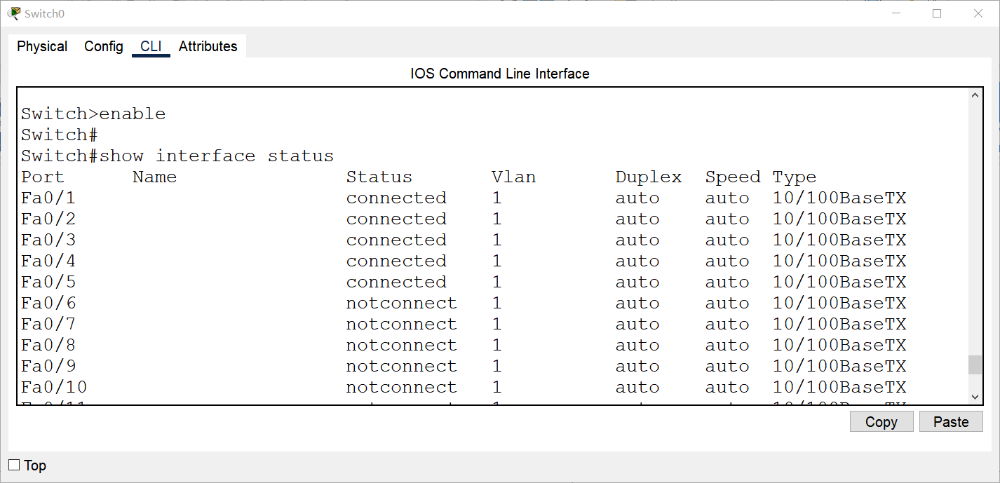 Switch0
Physical Config CLI Attributes
IOS Command Line Interface
Switch>enable
Switch#
Switch#show interface status
Port Name Status Vlan Duplex Speed Type
Fa0/1 connected 1 auto auto 10/100BaseTX
Fa0/2 connected 1 auto auto 10/100BaseTX
Fa0/3 connected 1 auto auto 10/100BaseTX
Fa0/4 connected 1 auto auto 10/100BaseTX
Fa0/5 connected 1 auto auto 10/100BaseTX
Fa0/6 notconnect 1 auto auto 10/100BaseTX
Fa0/7 notconnect 1 auto auto 10/100BaseTX
Fa0/8 notconnect 1 auto auto 10/100BaseTX
Fa0/9 notconnect 1 auto auto 10/100BaseTX
Fa0/10 notconnect 1 auto auto 10/100BaseTX
Copy Paste
Top